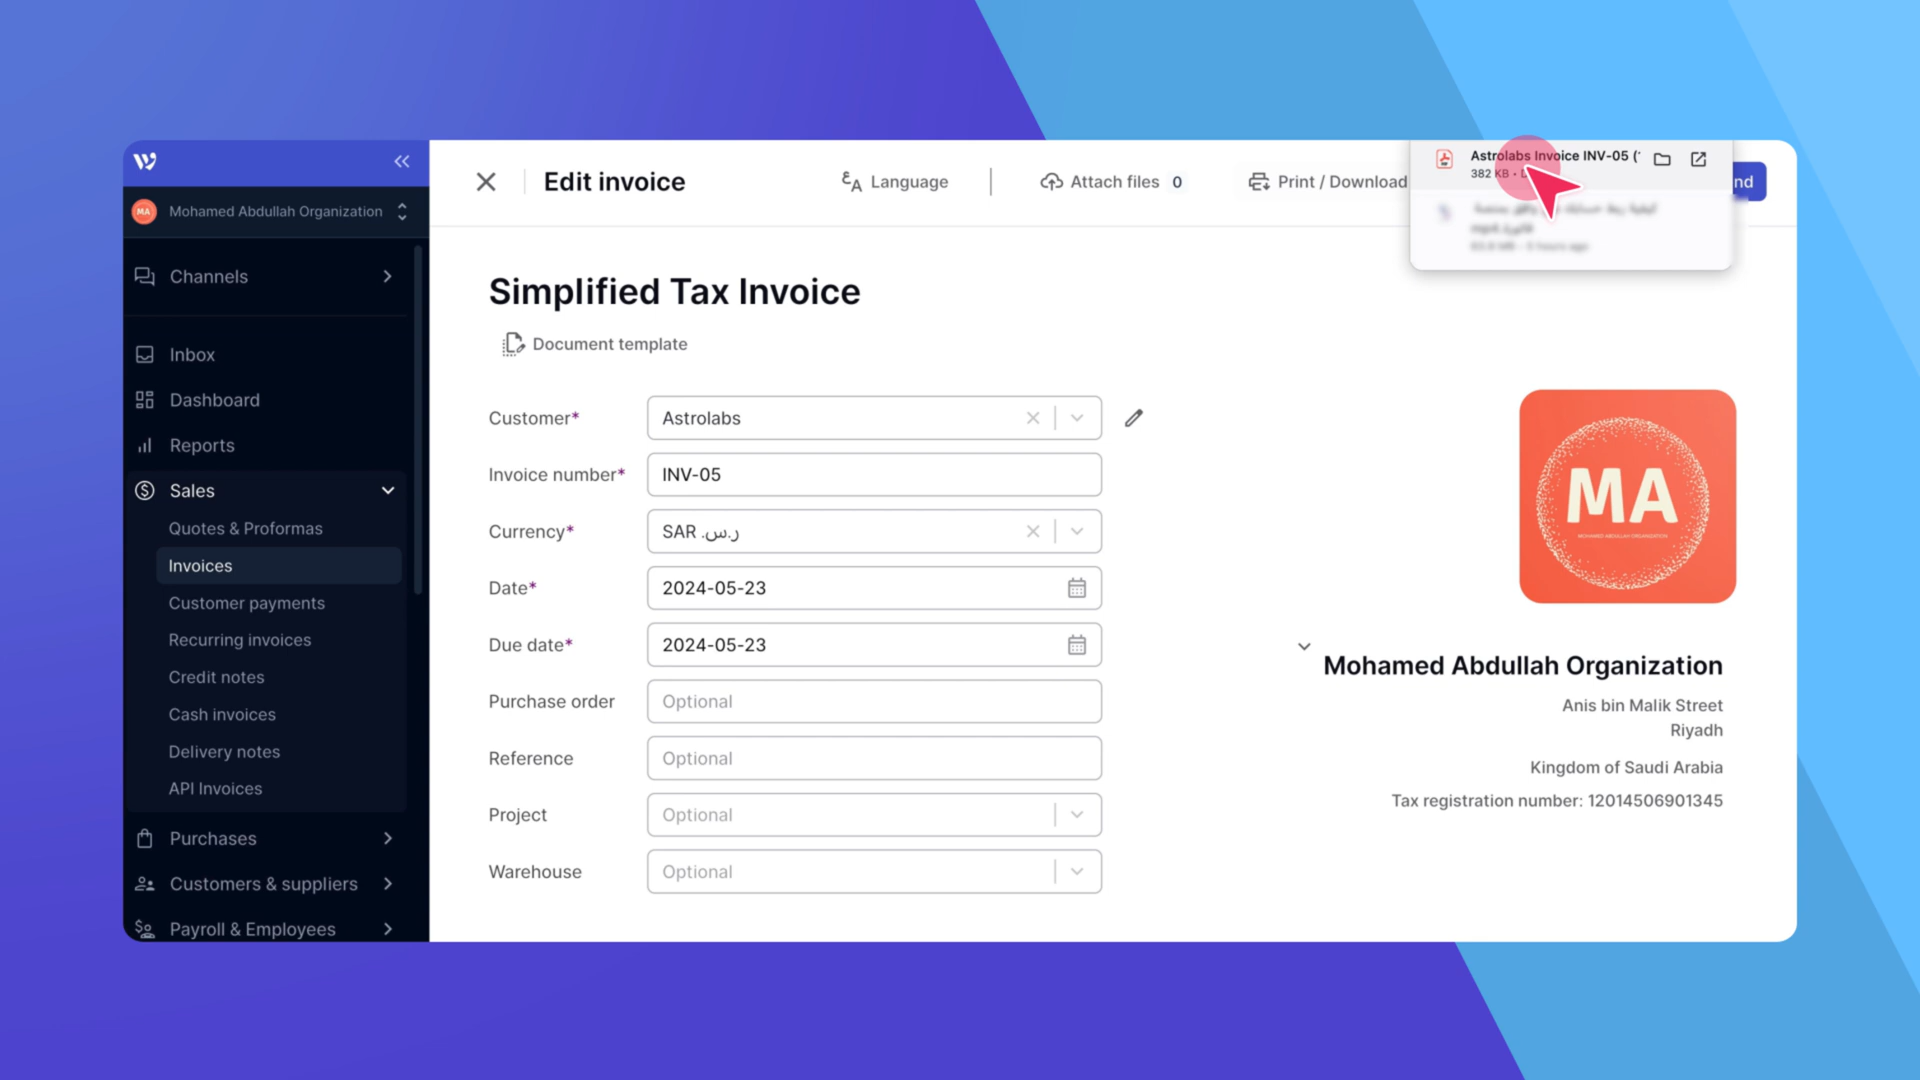 Mohamed Abdullah Organization
Channels
Inbox
Dashboard
Reports
Sales
Quotes & Proformas
Invoices
Customer payments
Recurring invoices
Credit notes
Cash invoices
Delivery notes
API Invoices
Purchases
Customers & suppliers
Payroll & Employees
Edit invoice
Language
Attach files 0
Print / Download
nd
Astrolabs Invoice INV-05 (
382 KB •
Simplified Tax Invoice
Document template
Customer* Astrolabs
Invoice number* INV-05
Currency* SAR ر.س.
Date* 2024-05-23
Due date* 2024-05-23
Purchase order Optional
Reference Optional
Project Optional
Warehouse Optional
MA
MOHAMED ABDULLAH ORGANIZATION
Mohamed Abdullah Organization
Anis bin Malik Street
Riyadh
Kingdom of Saudi Arabia
Tax registration number: 12014506901345